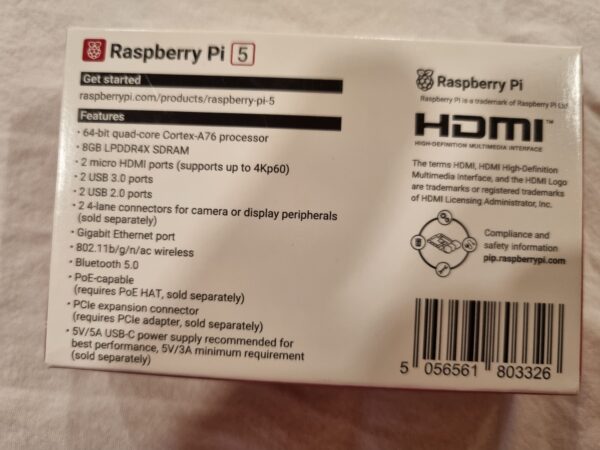 Raspberry Pi 5
Get started
raspberrypi.com/products/raspberry-pi-5
Features
· 64-bit quad-core Cortex-A76 processor
· 8GB LPDDR4X SDRAM
· 2 micro HDMI ports (supports up to 4Kp60)
· 2 USB 3.0 ports
· 2 USB 2.0 ports
· 2 4-lane connectors for camera or display peripherals
(sold separately)
· Gigabit Ethernet port
· 802.11b/g/n/ac wireless
· Bluetooth 5.0
· PoE-capable
(requires PoE HAT, sold separately)
· PCIe expansion connector
(requires PCIe adapter, sold separately)
· 5V/5A USB-C power supply recommended for
best performance, 5V/3A minimum requirement
(sold separately)
Raspberry Pi
Raspberry Pi is a trademark of Raspberry Pi Ltd
HDMI™
HIGH-DEFINITION MULTIMEDIA INTERFACE
The terms HDMI, HDMI High-Definition
Multimedia Interface, and the HDMI Logo
are trademarks or registered trademarks
of HDMI Licensing Administrator, Inc.
Compliance and
safety information
pip.raspberrypi.com
5 056561 803326